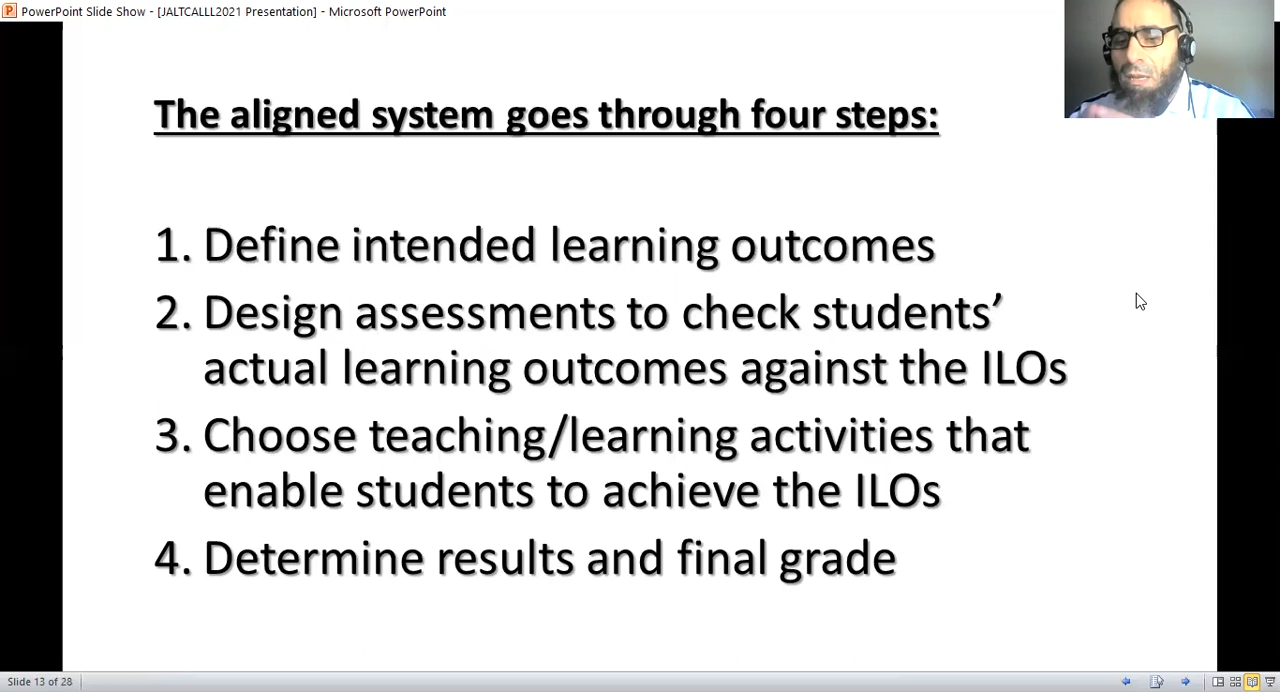 PowerPoint Slide Show - [JALTCALLL2021 Presentation] - Microsoft PowerPoint
The aligned system goes through four steps:
1. Define intended learning outcomes
2. Design assessments to check students’
actual learning outcomes against the ILOs
3. Choose teaching/learning activities that
enable students to achieve the ILOs
4. Determine results and final grade
Slide 13 of 28